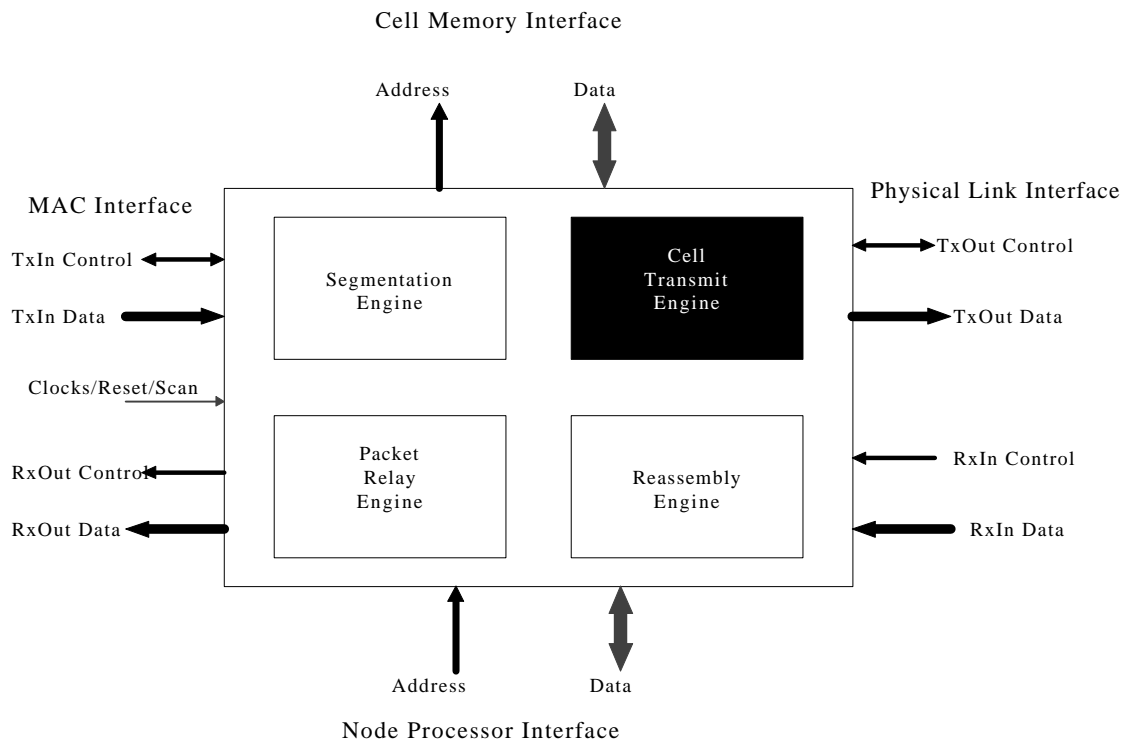 Cell Memory Interface
Address
Data
MAC Interface
Physical Link Interface
TxIn Control
TxOut Control
Segmentation
Engine
Cell
Transmit
Engine
TxIn Data
TxOut Data
Clocks/Reset/Scan
RxOut Control
RxIn Control
Packet
Relay
Engine
Reassembly
Engine
RxOut Data
RxIn Data
Address
Data
Node Processor Interface